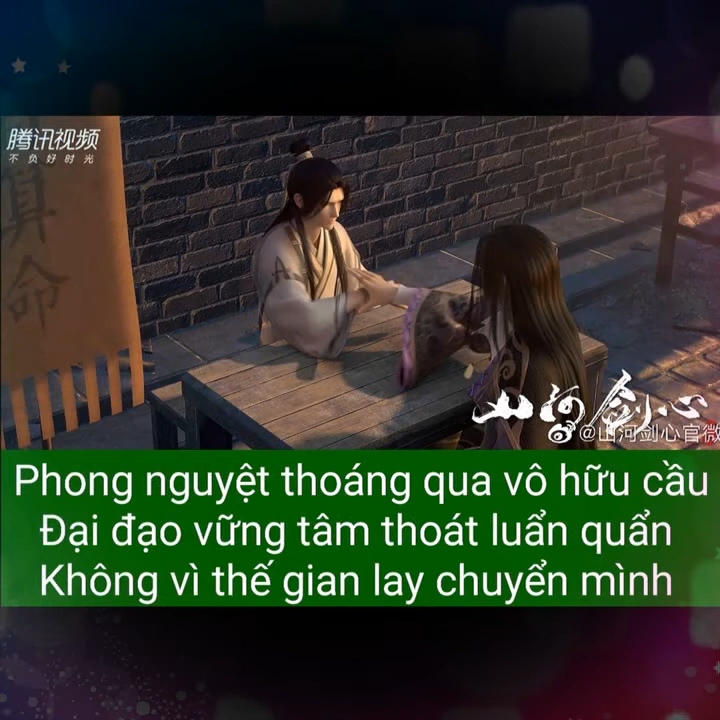 腾讯视频
不负好时光
算命
山河剑心
@山河剑心官微
Phong nguyệt thoáng qua vô hữu cầu
Đại đạo vững tâm thoát luẩn quẩn
Không vì thế gian lay chuyển mình